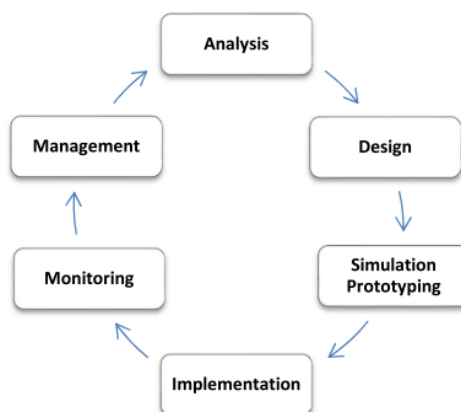 Analysis
Design
Simulation
Prototyping
Implementation
Monitoring
Management